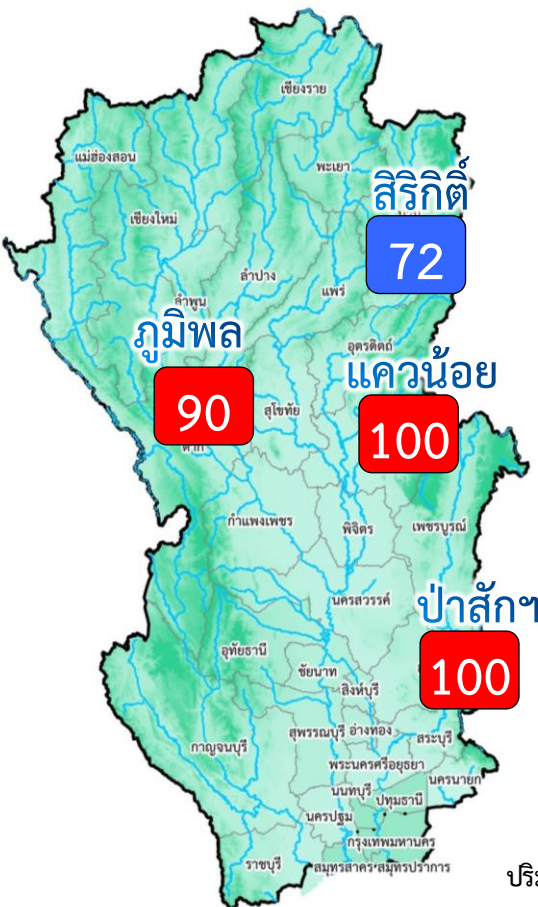 เชียงราย
แม่ฮ่องสอน
พะเยา
สิริกิติ์
72
เชียงใหม่
ลำปาง
แพร่
ลำพูน
ภูมิพล
90
อุตรดิตถ์
แควน้อย
100
สุโขทัย
ตาก
กำแพงเพชร
พิจิตร
เพชรบูรณ์
นครสวรรค์
ป่าสักฯ
100
อุทัยธานี
ชัยนาท
สิงห์บุรี
สุพรรณบุรี อ่างทอง
สระบุรี
กาญจนบุรี
พระนครศรีอยุธยา
นครนายก
นนทบุรี
ปทุมธานี
นครปฐม
กรุงเทพมหานคร
ราชบุรี
สมุทรสาคร สมุทรปราการ